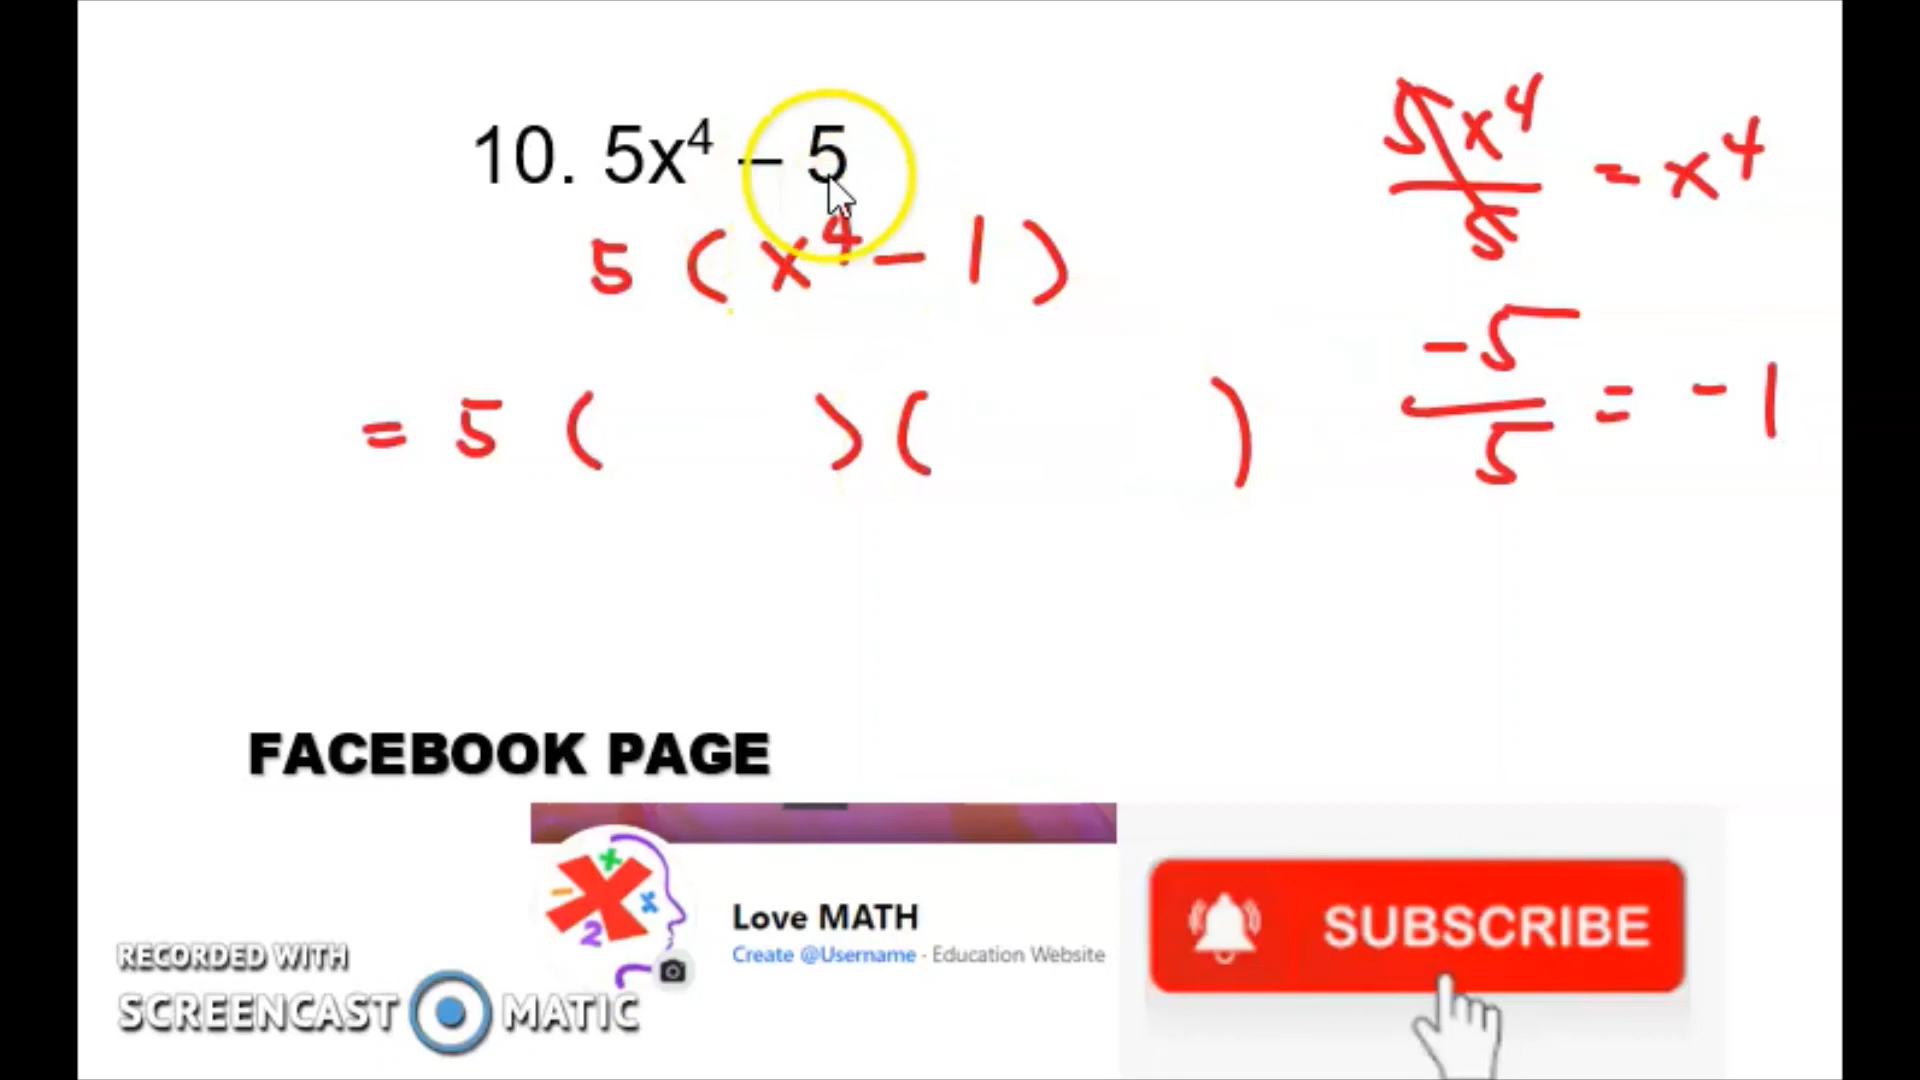 10. 5x⁴ – 5
5 ( x⁴ - 1 )
= 5 ( ) ( )
5x⁴/5 = x⁴
-5/5 = -1
FACEBOOK PAGE
Love MATH
Create @Username · Education Website
SUBSCRIBE
RECORDED WITH
SCREENCAST MATIC